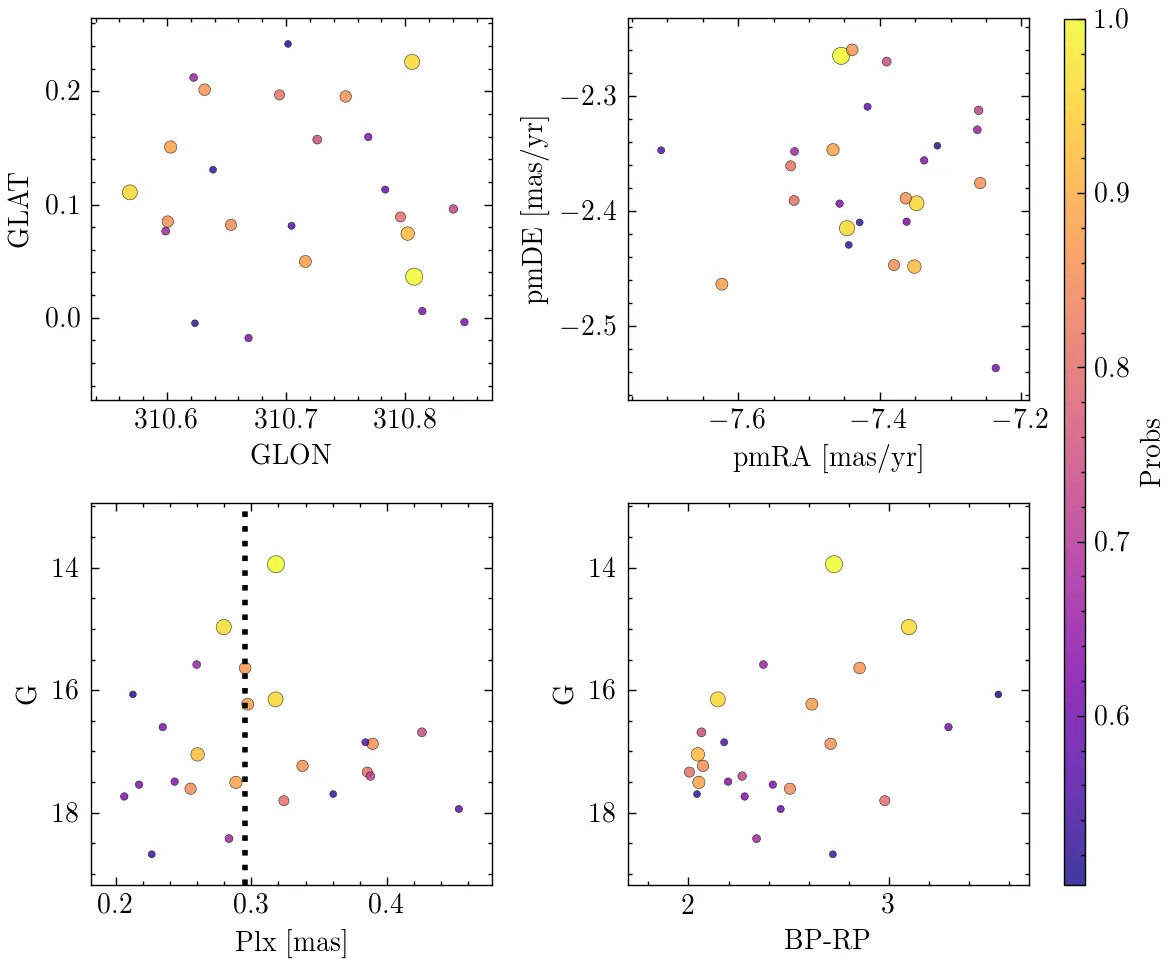 0.2
0.1
0.0
GLAT
310.6 310.7 310.8
GLON
−2.3
−2.4
−2.5
pmDE [mas/yr]
−7.6 −7.4 −7.2
pmRA [mas/yr]
1.0
0.9
0.8
0.7
0.6
Probs
14
16
18
G
0.2 0.3 0.4
Plx [mas]
14
16
18
G
2 3
BP-RP